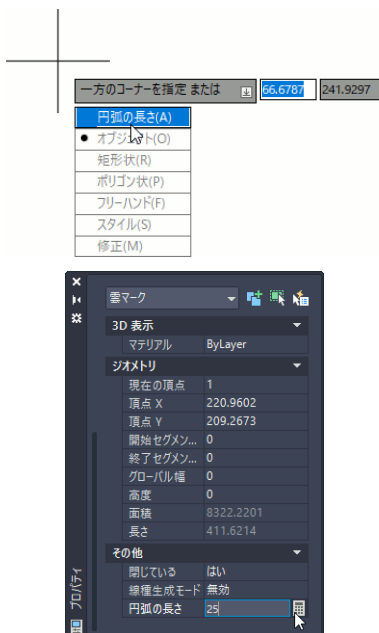 一方のコーナーを指定 または 66.6787 241.9297
円弧の長さ(A)
オブジェクト(O)
矩形状(R)
ポリゴン状(P)
フリーハンド(F)
スタイル(S)
修正(M)
雲マーク
3D 表示
マテリアル ByLayer
ジオメトリ
現在の頂点 1
頂点 X 220.9602
頂点 Y 209.2673
開始セグメン... 0
終了セグメン... 0
グローバル幅 0
高度 0
面積 8322.2201
長さ 411.6214
その他
閉じている はい
線種生成モード 無効
円弧の長さ 25
プロパティ